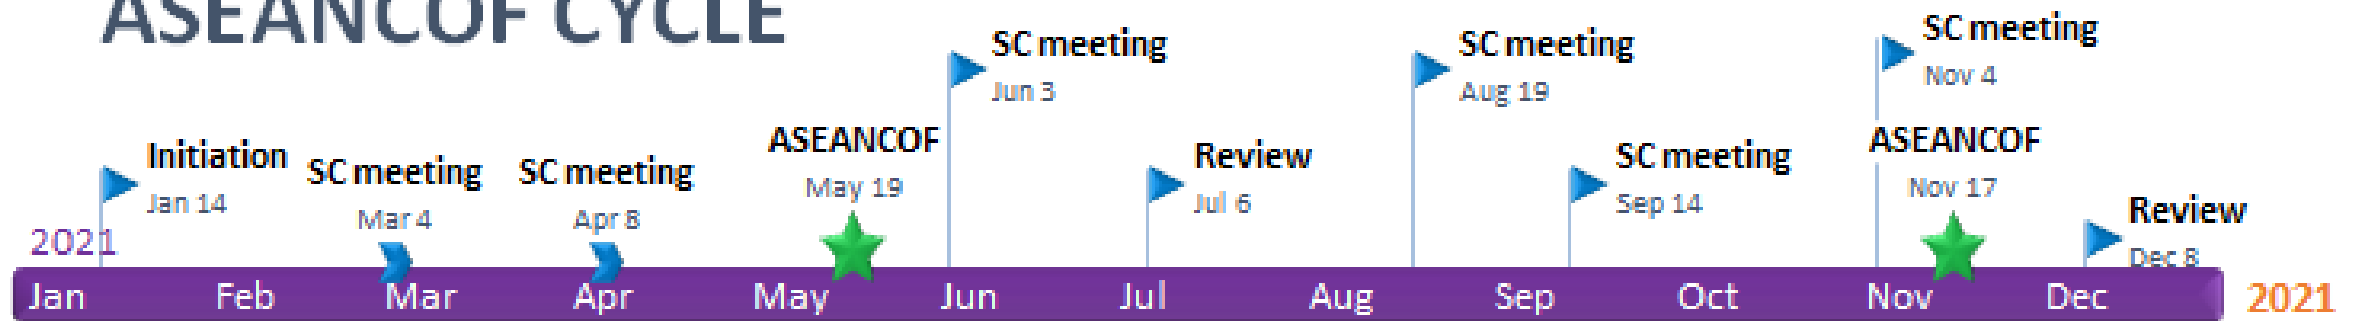 ASEANCOF CYCLE
Initiation
Jan 14
SC meeting
Mar 4
SC meeting
Apr 8
ASEANCOF
May 19
SC meeting
Jun 3
Review
Jul 6
SC meeting
Aug 19
SC meeting
Sep 14
SC meeting
Nov 4
ASEANCOF
Nov 17
Review
Dec 8
2021
Jan Feb Mar Apr May Jun Jul Aug Sep Oct Nov Dec 2021